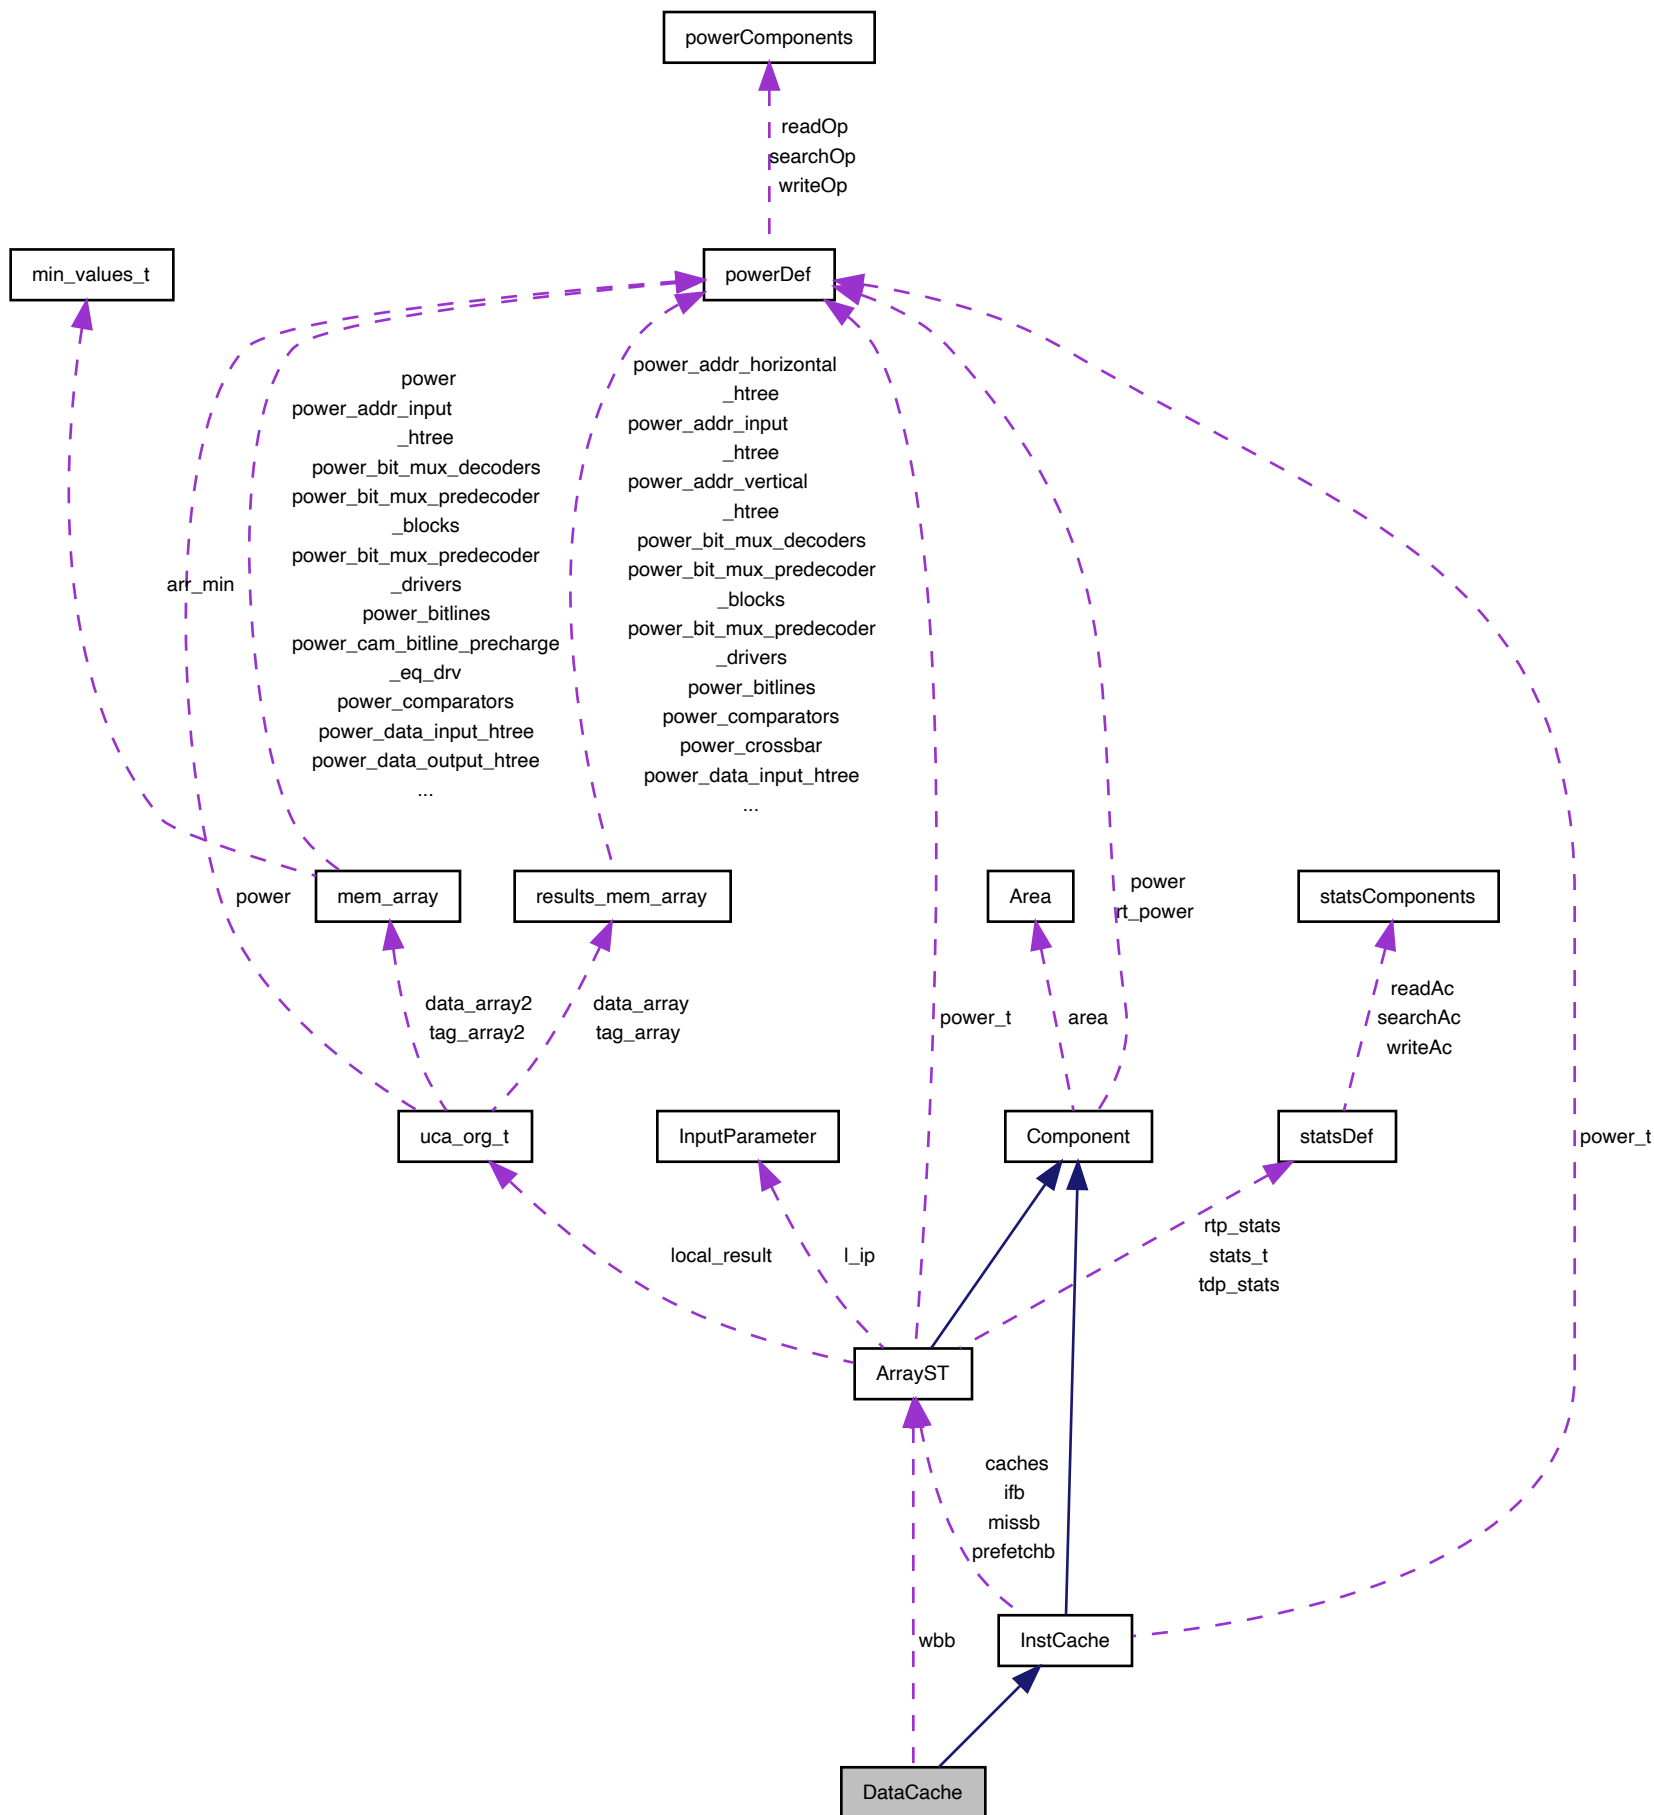 powerComponents
readOp
searchOp
writeOp
min_values_t
powerDef
power
power_addr_input
_htree
power_bit_mux_decoders
power_bit_mux_predecoder
_blocks
power_bit_mux_predecoder
_drivers
power_bitlines
power_cam_bitline_precharge
_eq_drv
power_comparators
power_data_input_htree
power_data_output_htree
...
power_addr_horizontal
_htree
power_addr_input
_htree
power_addr_vertical
_htree
power_bit_mux_decoders
power_bit_mux_predecoder
_blocks
power_bit_mux_predecoder
_drivers
power_bitlines
power_comparators
power_crossbar
power_data_input_htree
...
arr_min
power
mem_array
results_mem_array
Area
power
rt_power
statsComponents
data_array2
tag_array2
data_array
tag_array
power_t
area
readAc
searchAc
writeAc
uca_org_t
InputParameter
Component
statsDef
power_t
local_result
l_ip
rtp_stats
stats_t
tdp_stats
ArrayST
caches
ifb
missb
prefetchb
wbb
InstCache
DataCache